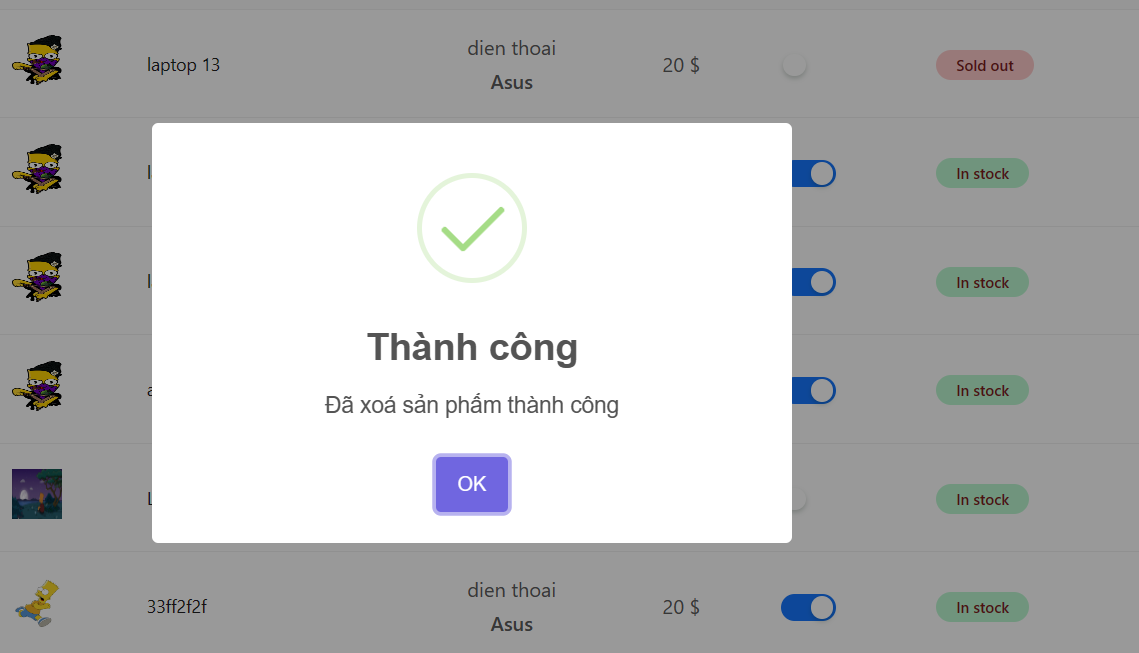 dien thoai
laptop 13 20 $ Sold out
Asus
In stock
In stock
Thành công
Đã xoá sản phẩm thành công
In stock
OK
In stock
dien thoai
33ff2f2f 20 $ In stock
Asus